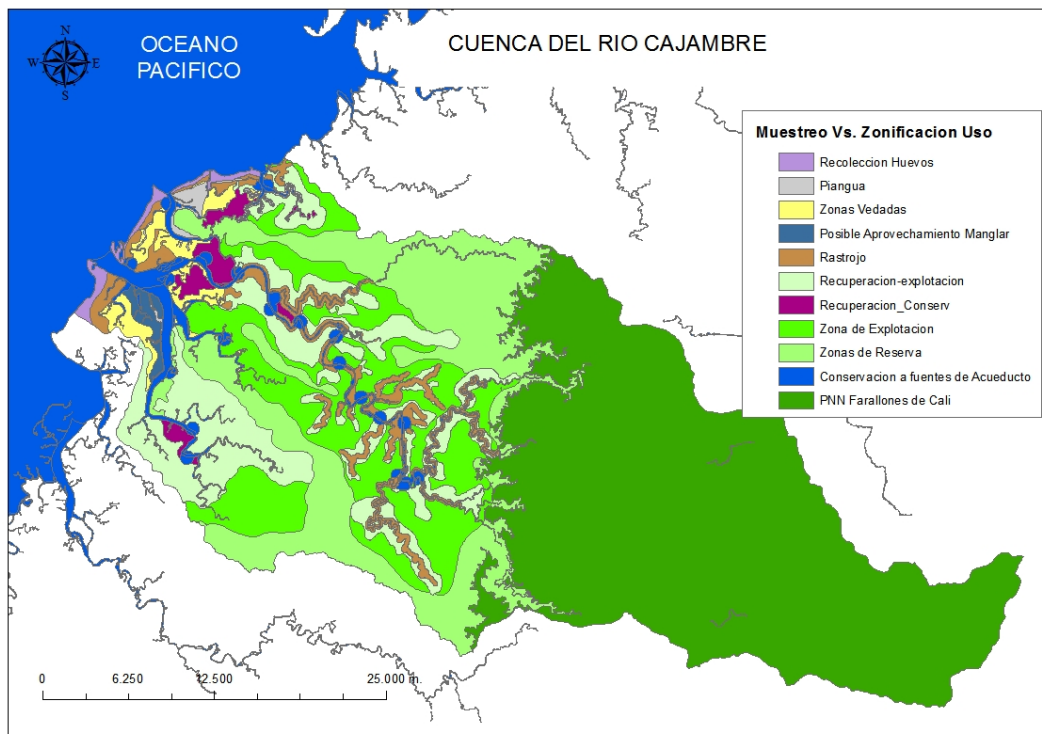 OCEANO
PACIFICO
CUENCA DEL RIO CAJAMBRE
N
W
E
S
Muestreo Vs. Zonificacion Uso
Recoleccion Huevos
Piangua
Zonas Vedadas
Posible Aprovechamiento Manglar
Rastrojo
Recuperacion-explotacion
Recuperacion_Conserv
Zona de Explotacion
Zonas de Reserva
Conservacion a fuentes de Acueducto
PNN Farallones de Cali
0 6.250 12.500 25.000 m.